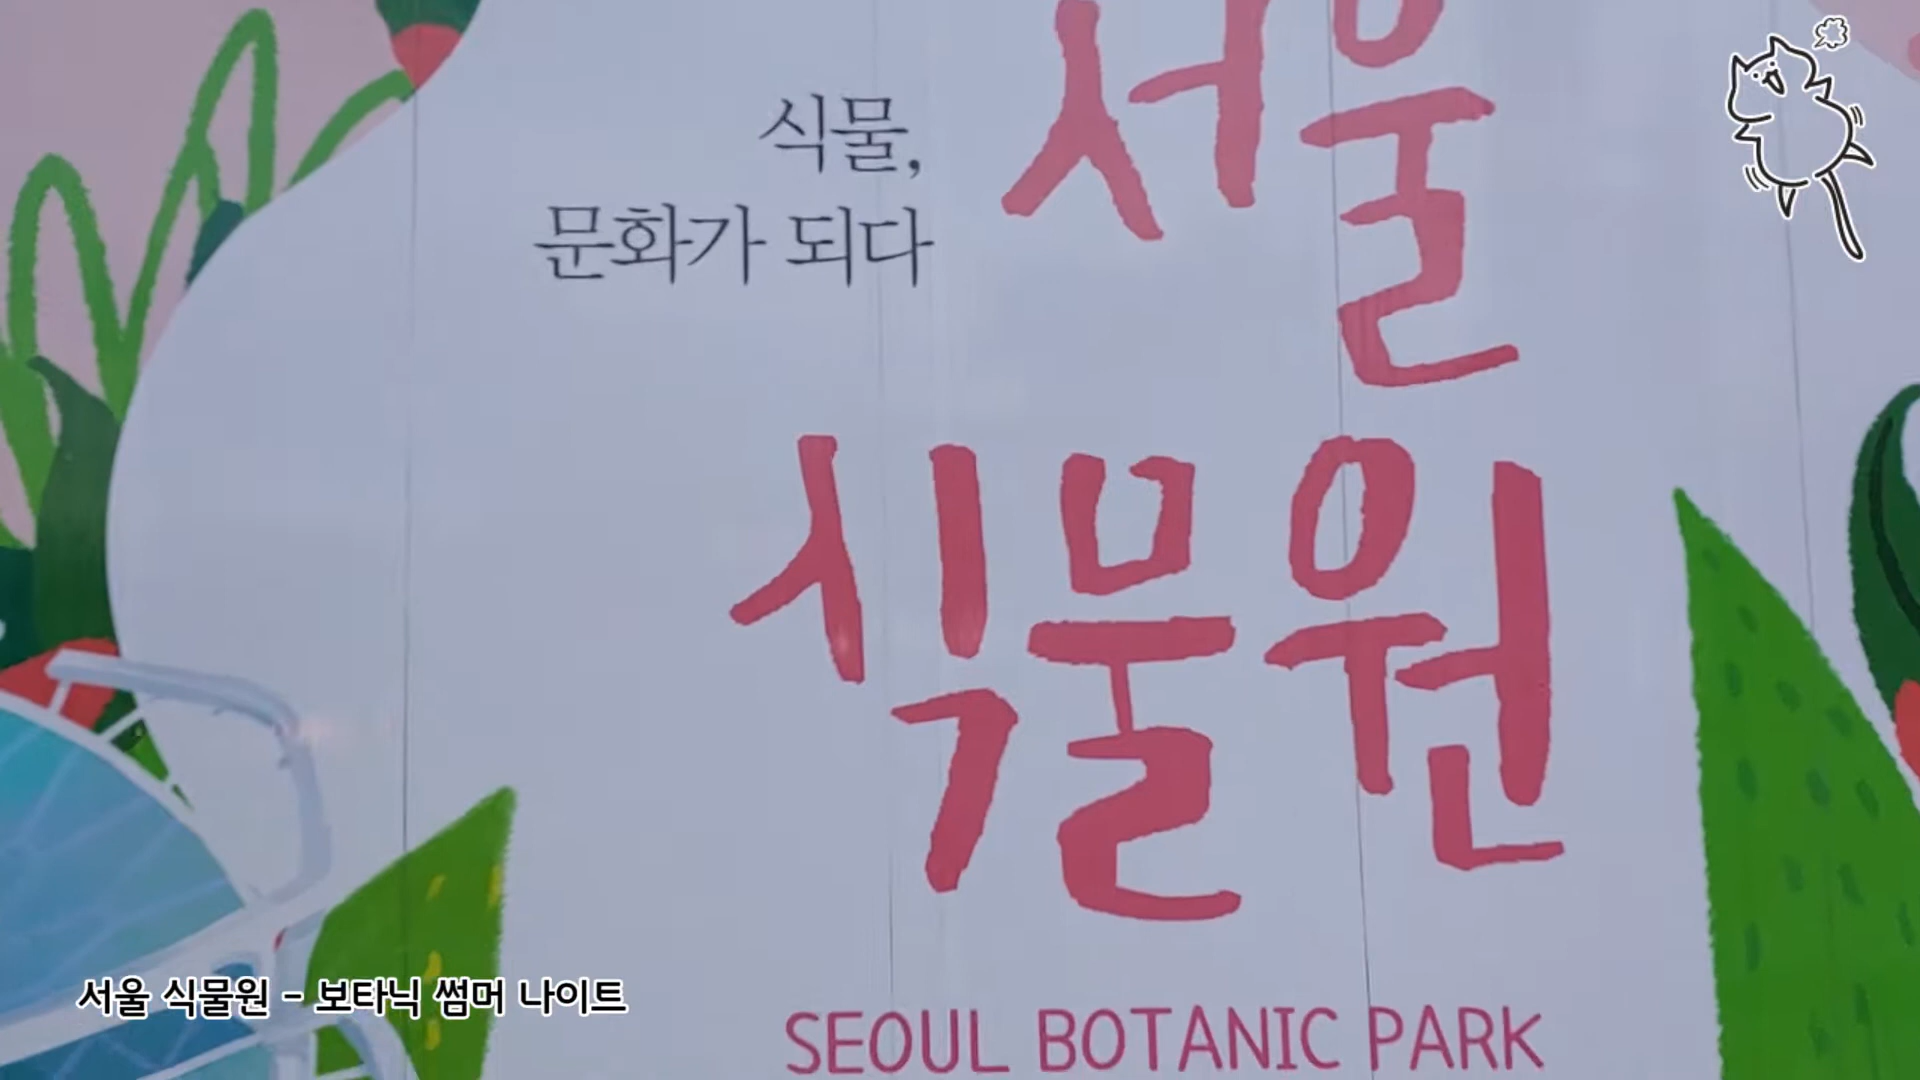 식물,
문화가 되다
서울
식물원
SEOUL BOTANIC PARK
서울 식물원 - 보타닉 썸머 나이트